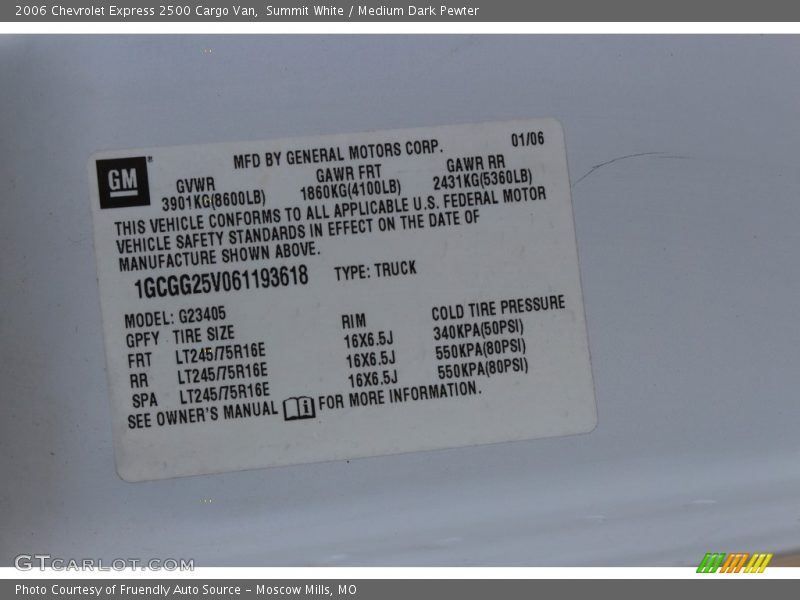 2006 Chevrolet Express 2500 Cargo Van, Summit White / Medium Dark Pewter
GM
MFD BY GENERAL MOTORS CORP. 01/06
GVWR GAWR FRT GAWR RR
3901KG(8600LB) 1860KG(4100LB) 2431KG(5360LB)
THIS VEHICLE CONFORMS TO ALL APPLICABLE U.S. FEDERAL MOTOR
VEHICLE SAFETY STANDARDS IN EFFECT ON THE DATE OF
MANUFACTURE SHOWN ABOVE.
1GCGG25V061193618 TYPE: TRUCK
MODEL: G23405
GPFY TIRE SIZE RIM COLD TIRE PRESSURE
FRT LT245/75R16E 16X6.5J 340KPA(50PSI)
RR LT245/75R16E 16X6.5J 550KPA(80PSI)
SPA LT245/75R16E 16X6.5J 550KPA(80PSI)
SEE OWNER'S MANUAL FOR MORE INFORMATION.
GTCARLOT.COM
Photo Courtesy of Fruendly Auto Source - Moscow Mills, MO